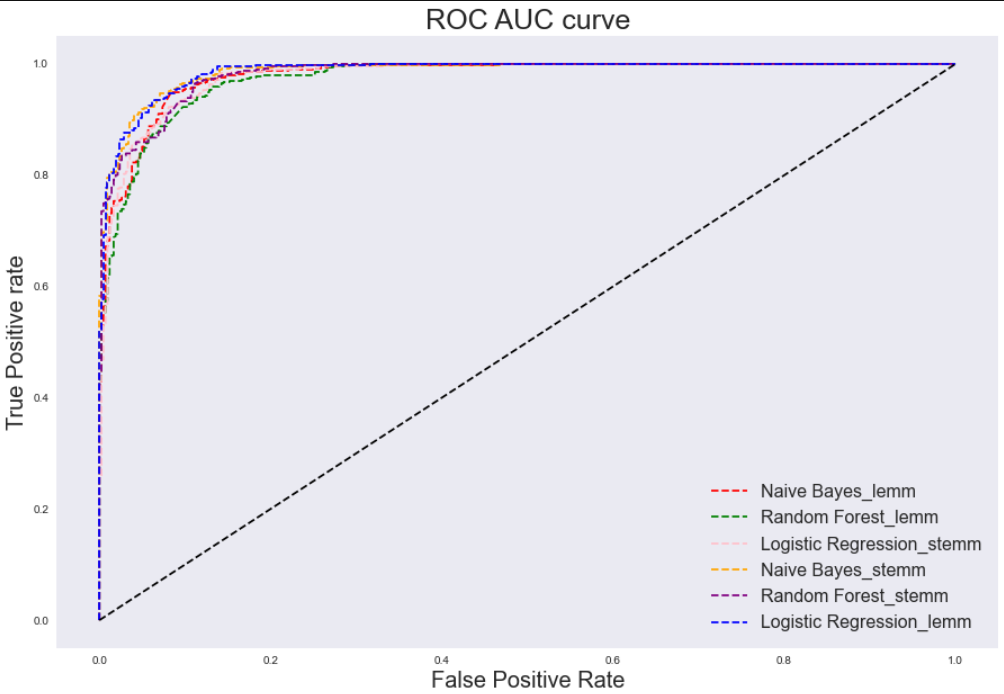 ROC AUC curve
True Positive rate
1.0
0.8
0.6
0.4
0.2
0.0
Naive Bayes_lemm
Random Forest_lemm
Logistic Regression_stemm
Naive Bayes_stemm
Random Forest_stemm
Logistic Regression_lemm
0.0 0.2 0.4 0.6 0.8 1.0
False Positive Rate